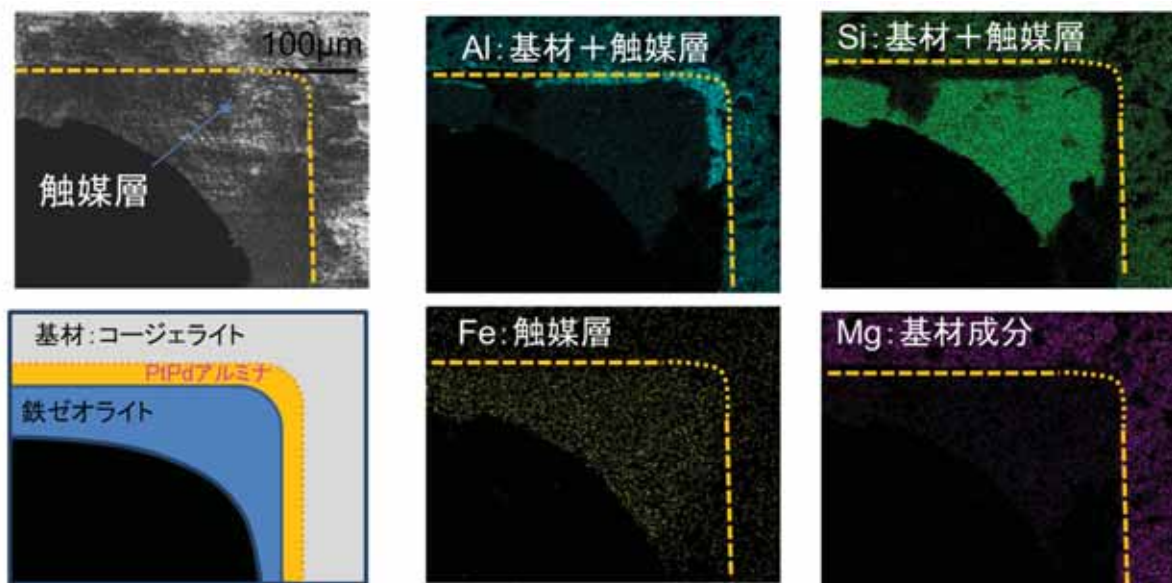 100μm
触媒層
Al:基材+触媒層
Si:基材+触媒層
基材:コージェライト
PtPdアルミナ
鉄ゼオライト
Fe:触媒層
Mg:基材成分